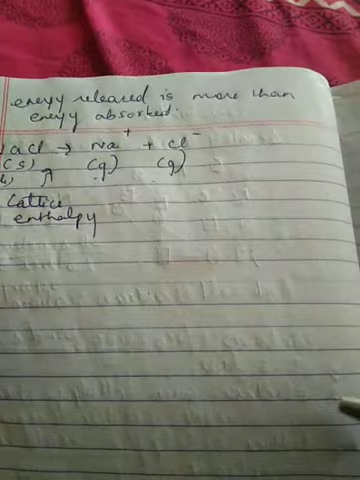 energy released is more than
energy absorbed.
aCl → Na⁺ + Cl⁻
(s) (g) (g)
Lattice
enthalpy